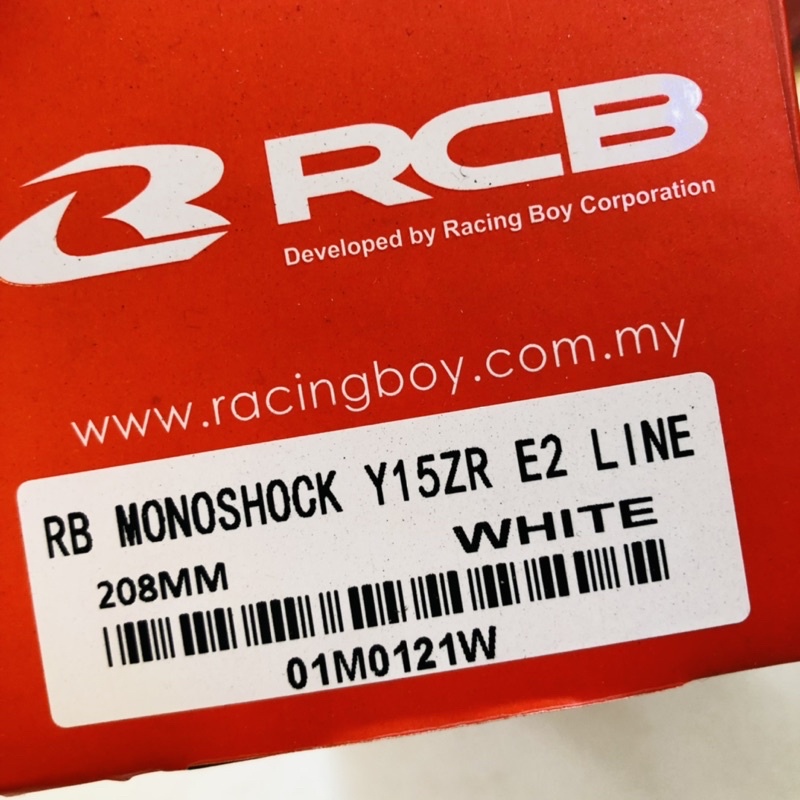 RCB
Developed by Racing Boy Corporation
www.racingboy.com.my
RB MONOSHOCK Y15ZR E2 LINE
208MM WHITE
01M0121W